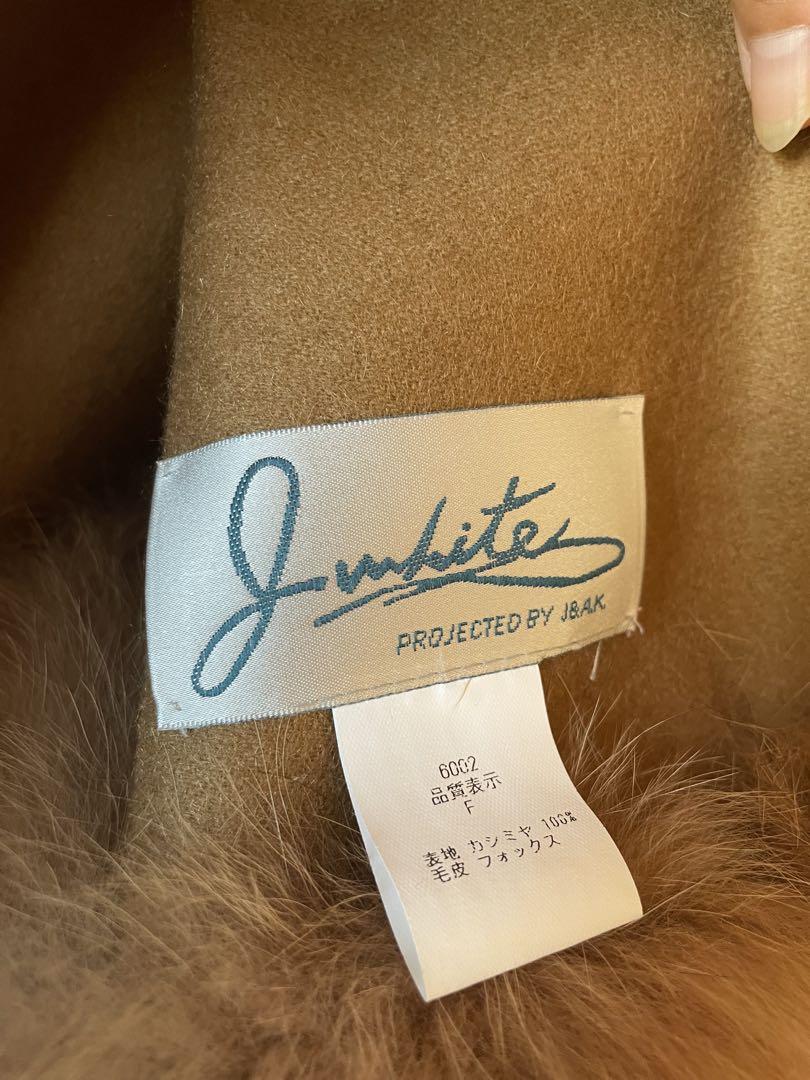 J white
PROJECTED BY J&A.K.
6002
品質表示
F
表地 カシミヤ 100%
毛皮 フォックス